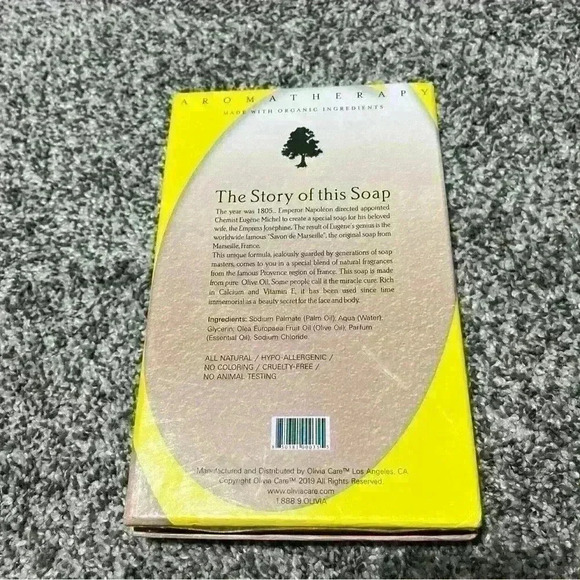 AROMATHERAPY
MADE WITH ORGANIC INGREDIENTS
The Story of this Soap
The year was 1805... Emperor Napoléon directed appointed
Chemist Eugène Michel to create a special soap for his beloved
wife, the Empress Joséphine. The result of Eugène's genius is the
worldwide famous "Savon de Marseille", the original soap from
Marseille, France.
This unique formula, jealously guarded by generations of soap
masters, comes to you in a special blend of natural fragrances
from the famous Provence region of france. This soap is made
from pure Olive Oil. Some people call it the miracle cure. Rich
in Calcium and Vitamin E, it has been used since time
immemorial as a beauty secret for the face and body.
Ingredients: Sodium Palmate (Palm Oil); Aqua (Water);
Glycerin; Olea Europaea Fruit Oil (Olive Oil); Parfum
(Essential Oil); Sodium Chloride.
ALL NATURAL / HYPO-ALLERGENIC /
NO COLORING / CRUELTY-FREE /
NO ANIMAL TESTING
Manufactured and Distributed by Olivia Care™ Los Angeles, CA
Copyright Olivia Care™ 2019 All Rights Reserved
www.oliviacare.com
1.888.9.OLIVIA